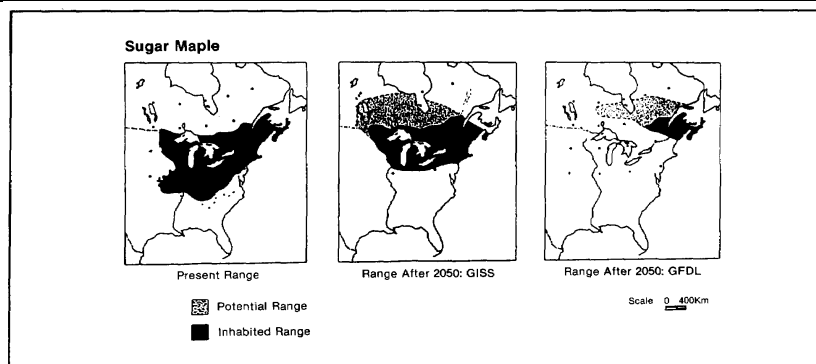 Sugar Maple
Present Range
Range After 2050: GISS
Range After 2050: GFDL
Potential Range
Inhabited Range
Scale 0 400Km